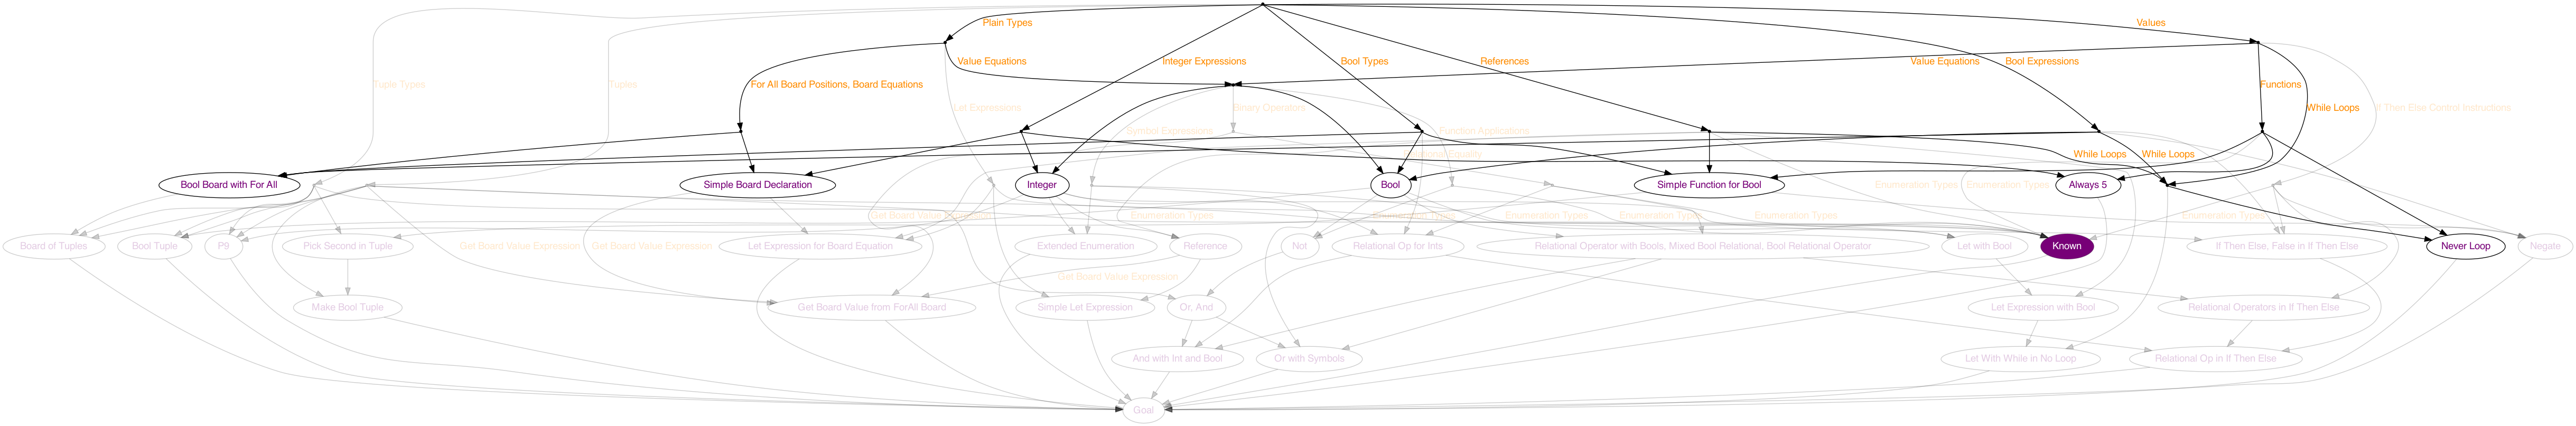 Plain Types
Values
Value Equations
Integer Expressions
Bool Types
References
Value Equations
Bool Expressions
Tuple Types
Tuples
For All Board Positions, Board Equations
Functions
Let Expressions
Binary Operators
While Loops
If Then Else Control Instructions
Symbol Expressions
Function Applications
While Loops
While Loops
Bool Board with For All
Simple Board Declaration
Integer
Bool
Simple Function for Bool
Always 5
Enumeration Types
Enumeration Types
Get Board Value Expression
Enumeration Types
Enumeration Types
Enumeration Types
Enumeration Types
Enumeration Types
Enumeration Types
Board of Tuples
Bool Tuple
P9
Pick Second in Tuple
Get Board Value Expression
Get Board Value Expression
Let Expression for Board Equation
Extended Enumeration
Reference
Not
Relational Op for Ints
Relational Operator with Bools, Mixed Bool Relational, Bool Relational Operator
Let with Bool
Known
If Then Else, False in If Then Else
Never Loop
Negate
Get Board Value Expression
Make Bool Tuple
Get Board Value from ForAll Board
Simple Let Expression
Or, And
Let Expression with Bool
Relational Operators in If Then Else
And with Int and Bool
Or with Symbols
Let With While in No Loop
Relational Op in If Then Else
Goal